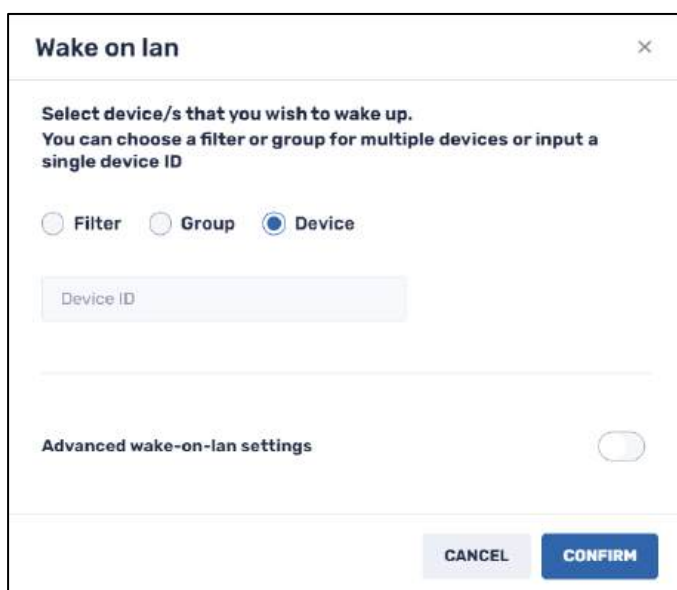 Wake on lan
Select device/s that you wish to wake up.
You can choose a filter or group for multiple devices or input a
single device ID
Filter Group Device
Device ID
Advanced wake-on-lan settings
CANCEL CONFIRM